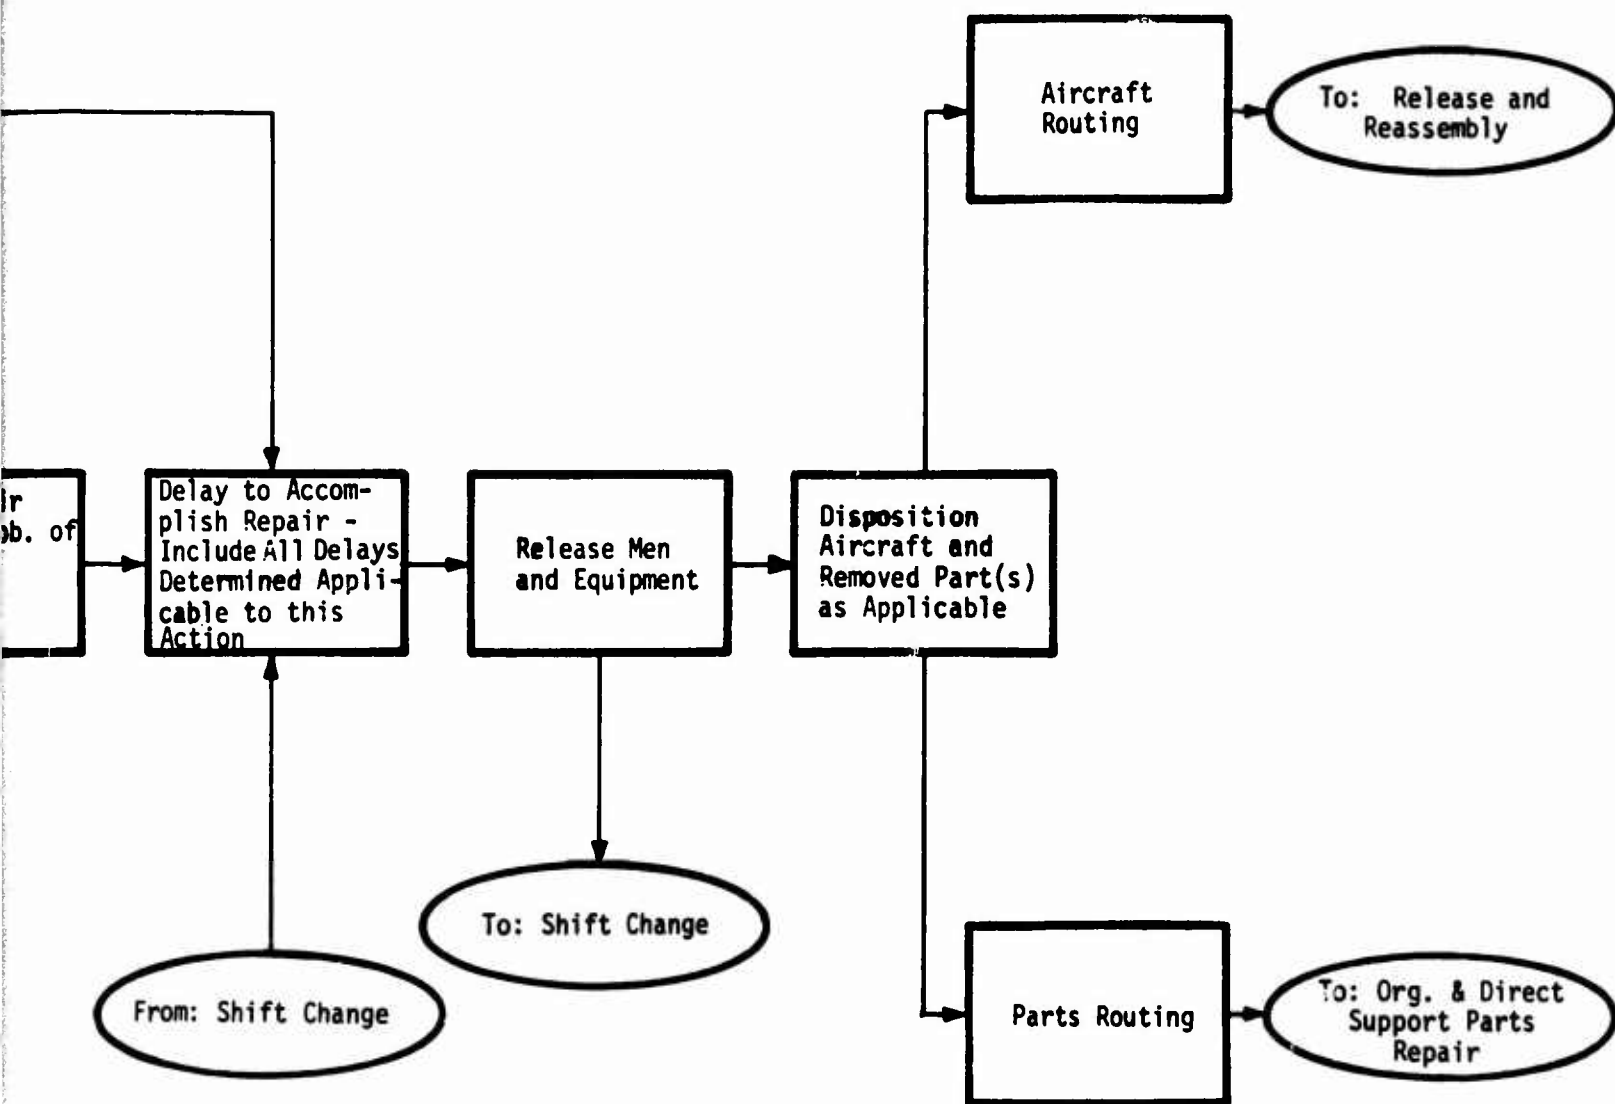 Aircraft
Routing
To: Release and
Reassembly
of
Delay to Accom-
plish Repair -
Include All Delays
Determined Appli-
cable to this
Action
Release Men
and Equipment
Disposition
Aircraft and
Removed Part(s)
as Applicable
To: Shift Change
From: Shift Change
Parts Routing
To: Org. & Direct
Support Parts
Repair